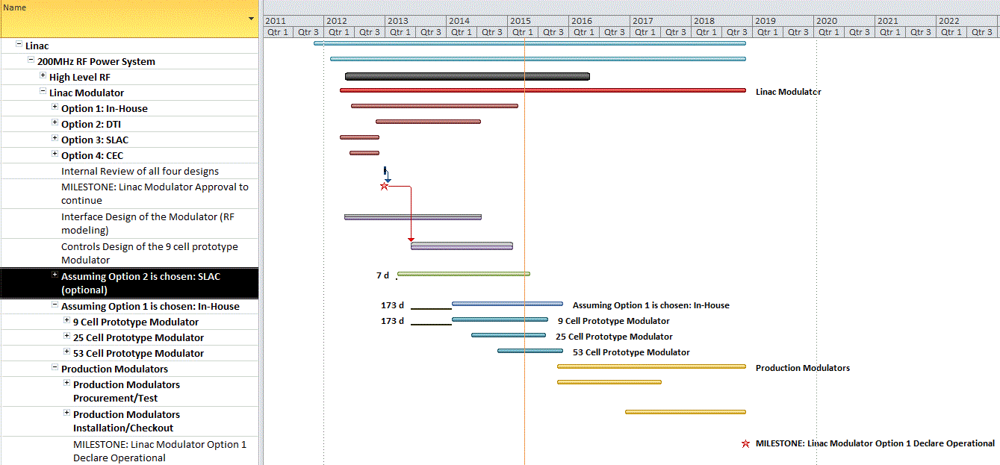 Name
2011 2012 2013 2014 2015 2016 2017 2018 2019 2020 2021 2022
Qtr 1 Qtr 3 Qtr 1 Qtr 3 Qtr 1 Qtr 3 Qtr 1 Qtr 3 Qtr 1 Qtr 3 Qtr 1 Qtr 3 Qtr 1 Qtr 3 Qtr 1 Qtr 3 Qtr 1 Qtr 3 Qtr 1 Qtr 3 Qtr 1 Qtr 3 Qtr 1 Qtr 3
Linac
200MHz RF Power System
High Level RF
Linac Modulator Linac Modulator
Option 1: In-House
Option 2: DTI
Option 3: SLAC
Option 4: CEC
Internal Review of all four designs
MILESTONE: Linac Modulator Approval to
continue
Interface Design of the Modulator (RF
modeling)
Controls Design of the 9 cell prototype
Modulator
Assuming Option 2 is chosen: SLAC 7 d
(optional)
Assuming Option 1 is chosen: In-House 173 d Assuming Option 1 is chosen: In-House
9 Cell Prototype Modulator 173 d 9 Cell Prototype Modulator
25 Cell Prototype Modulator 25 Cell Prototype Modulator
53 Cell Prototype Modulator 53 Cell Prototype Modulator
Production Modulators Production Modulators
Production Modulators
Procurement/Test
Production Modulators
Installation/Checkout
MILESTONE: Linac Modulator Option 1 MILESTONE: Linac Modulator Option 1 Declare Operational
Declare Operational